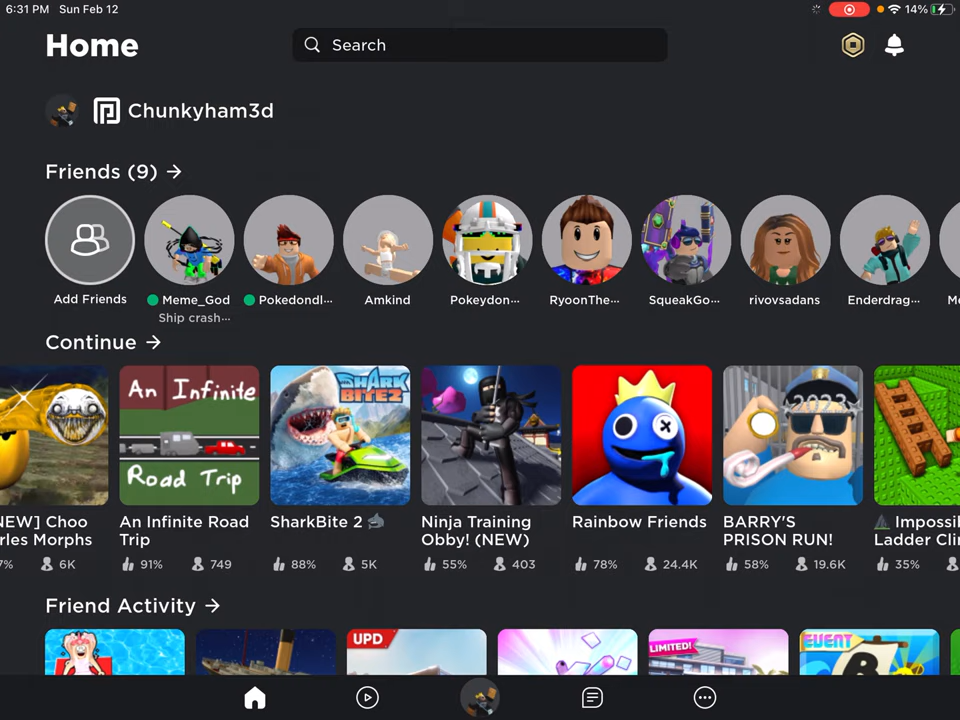 6:31 PM Sun Feb 12
14%
Home
Search
Chunkyham3d
Friends (9) →
Add Friends
Meme_God
Ship crash...
Pokedondl...
Amkind
Pokeydon...
RyoonThe...
SqueakGo...
rivovsadans
Enderdrag...
Me
Continue →
An Infinite
Road Trip
SHARK
BITE2
NEW] Choo
rles Morphs
7% 6K
An Infinite Road
Trip
91% 749
SharkBite 2
88% 5K
Ninja Training
Obby! (NEW)
55% 403
Rainbow Friends
78% 24.4K
BARRY'S
PRISON RUN!
58% 19.6K
Impossi
Ladder Cli
35%
Friend Activity →
UPD
LIMITED!
EVENT